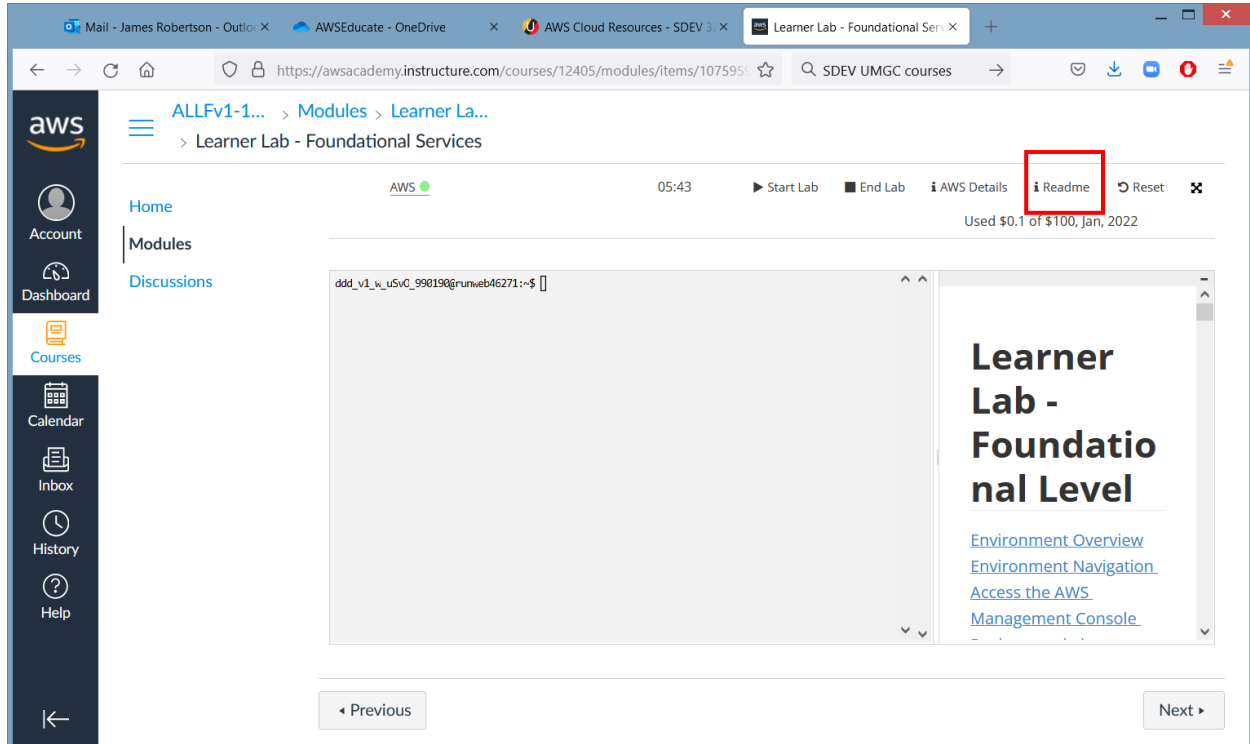 Mail - James Robertson - Outloo
AWSEducate - OneDrive
AWS Cloud Resources - SDEV 3
Learner Lab - Foundational Serv
https://awsacademy.instructure.com/courses/12405/modules/items/1075959
SDEV UMGC courses
aws
ALLFv1-1... > Modules > Learner La...
> Learner Lab - Foundational Services
Account
Dashboard
Courses
Calendar
Inbox
History
Help
Home
Modules
Discussions
AWS
05:43
Start Lab
End Lab
AWS Details
Readme
Reset
Used $0.1 of $100, Jan, 2022
ddd_v1_w_uSvO_990190@runweb46271:~$
Learner
Lab -
Foundatio
nal Level
Environment Overview
Environment Navigation
Access the AWS
Management Console
Previous
Next